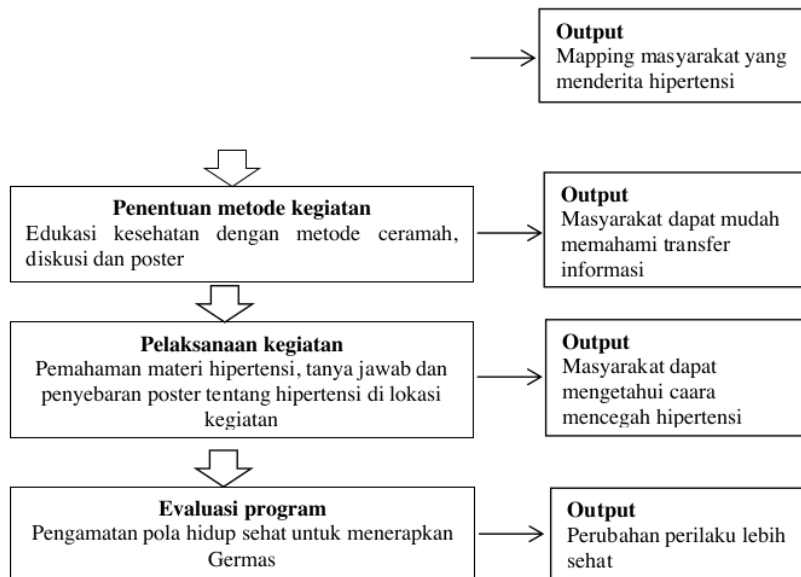 Output
Mapping masyarakat yang
menderita hipertensi
Penentuan metode kegiatan
Edukasi kesehatan dengan metode ceramah,
diskusi dan poster
Output
Masyarakat dapat mudah
memahami transfer
informasi
Pelaksanaan kegiatan
Pemahaman materi hipertensi, tanya jawab dan
penyebaran poster tentang hipertensi di lokasi
kegiatan
Output
Masyarakat dapat
mengetahui caara
mencegah hipertensi
Evaluasi program
Pengamatan pola hidup sehat untuk menerapkan
Germas
Output
Perubahan perilaku lebih
sehat